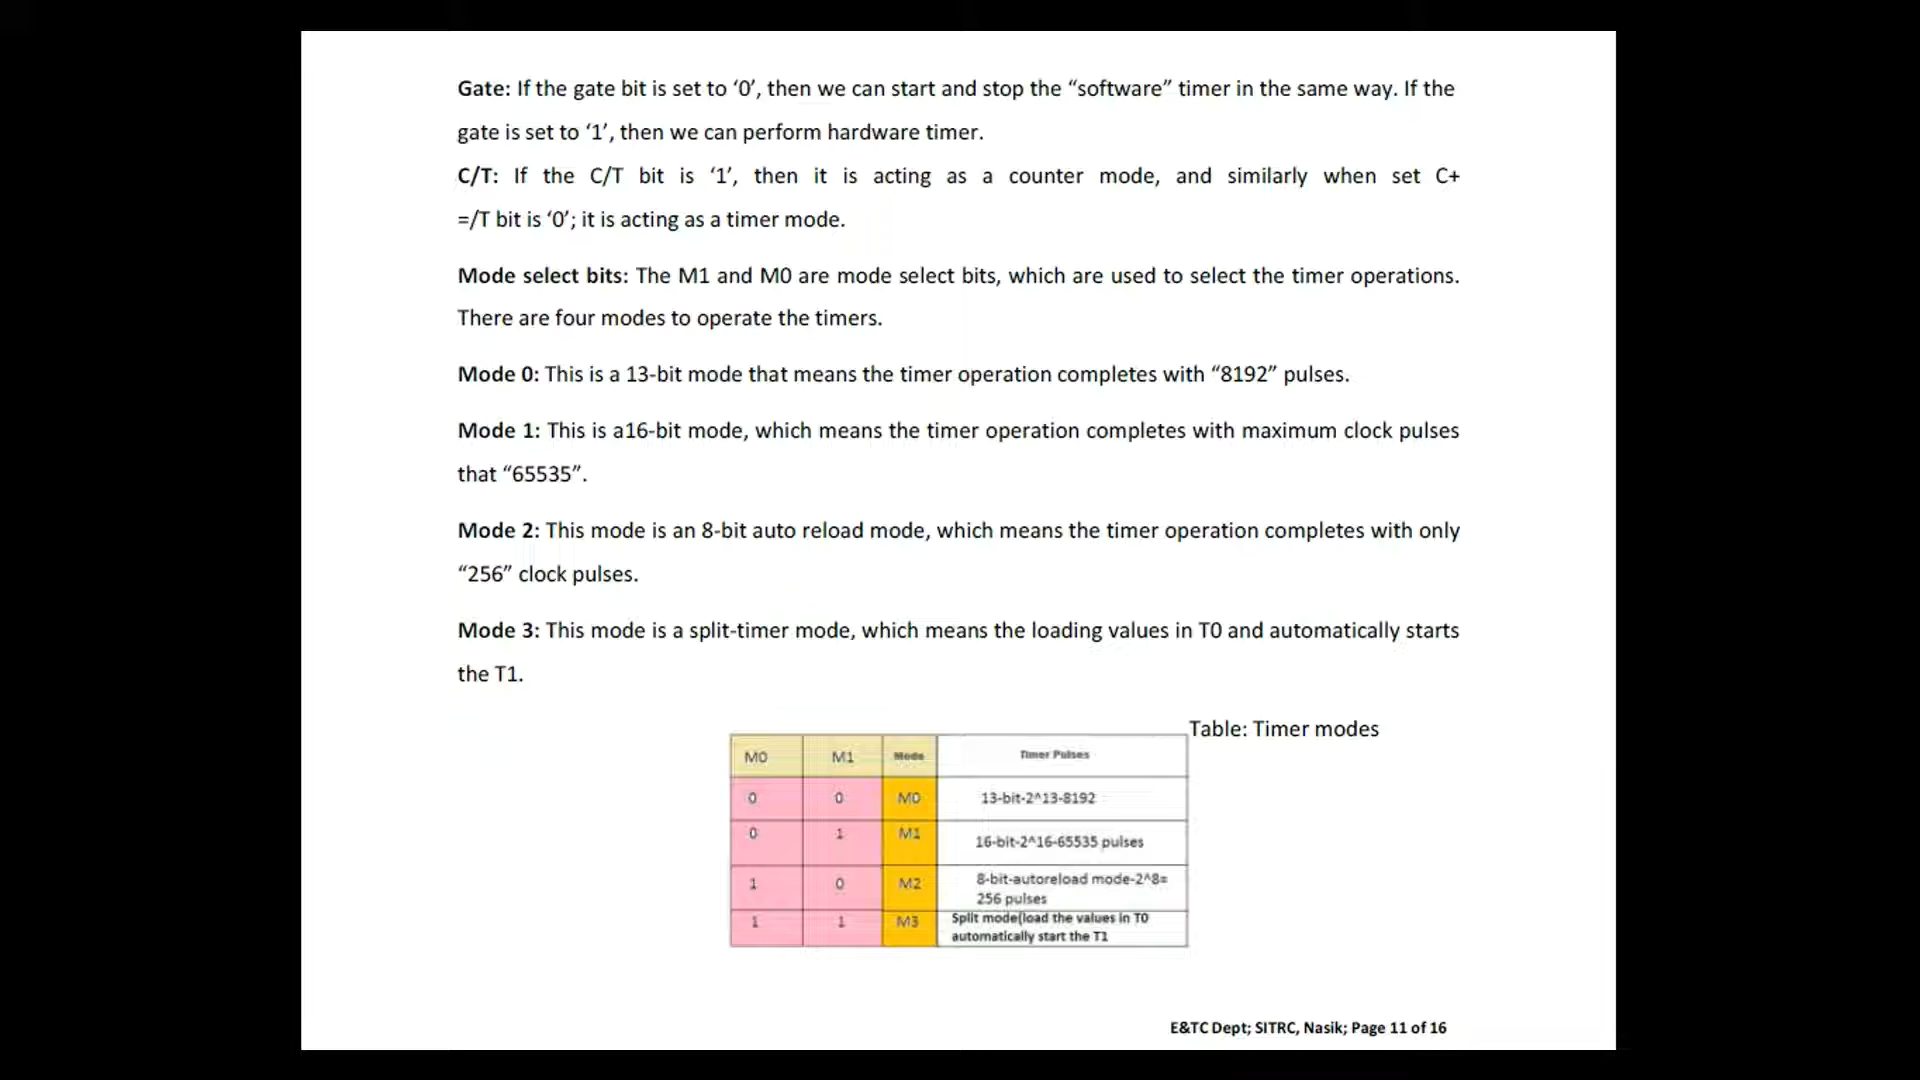 Gate: If the gate bit is set to ‘0’, then we can start and stop the “software” timer in the same way. If the
gate is set to ‘1’, then we can perform hardware timer.
C/T: If the C/T bit is ‘1’, then it is acting as a counter mode, and similarly when set C+
=/T bit is ‘0’; it is acting as a timer mode.
Mode select bits: The M1 and M0 are mode select bits, which are used to select the timer operations.
There are four modes to operate the timers.
Mode 0: This is a 13-bit mode that means the timer operation completes with “8192” pulses.
Mode 1: This is a16-bit mode, which means the timer operation completes with maximum clock pulses
that “65535”.
Mode 2: This mode is an 8-bit auto reload mode, which means the timer operation completes with only
“256” clock pulses.
Mode 3: This mode is a split-timer mode, which means the loading values in T0 and automatically starts
the T1.
Table: Timer modes
M0 M1 Mode Timer Pulses
0 0 M0 13-bit-2^13-8192
0 1 M1 16-bit-2^16-65535 pulses
1 0 M2 8-bit-autoreload mode-2^8=
256 pulses
1 1 M3 Split mode(load the values in T0
automatically start the T1
E&TC Dept; SITRC, Nasik; Page 11 of 16